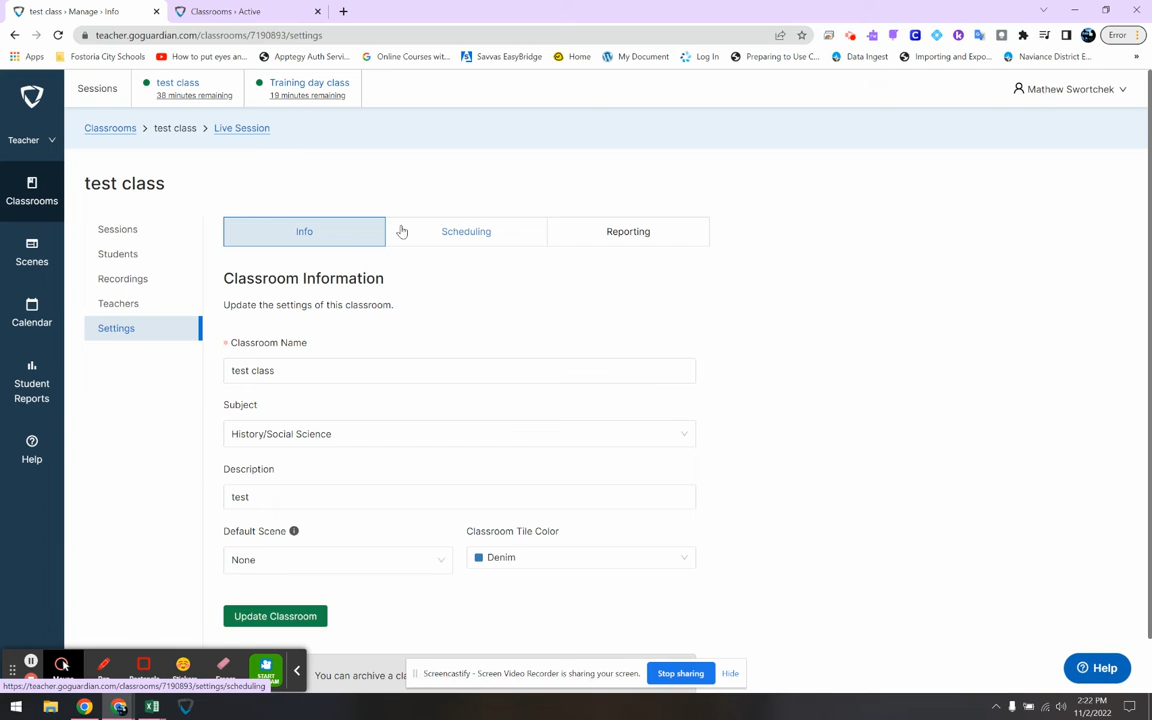 test class • Manage • Info
Classrooms • Active
teacher.goguardian.com/classrooms/7190893/settings
Error
Apps
Fostoria City Schools
How to put eyes an...
Apptegy Auth Servi...
Online Courses wit...
Savvas EasyBridge
Home
My Document
Log In
Preparing to Use C...
Data Ingest
Importing and Expo...
Naviance District E...
»
Sessions
test class
38 minutes remaining
Training day class
19 minutes remaining
Mathew Swortchek
Teacher
Classrooms > test class > Live Session
test class
Classrooms
Scenes
Calendar
Student
Reports
Help
Sessions
Students
Recordings
Teachers
Settings
Info
Scheduling
Reporting
Classroom Information
Update the settings of this classroom.
* Classroom Name
test class
Subject
History/Social Science
Description
test
Default Scene
None
Classroom Tile Color
Denim
Update Classroom
START
You can archive a cla
Screencastify - Screen Video Recorder is sharing your screen.
Stop sharing
Hide
Help
https://teacher.goguardian.com/classrooms/7190893/settings/scheduling
2:22 PM
11/2/2022